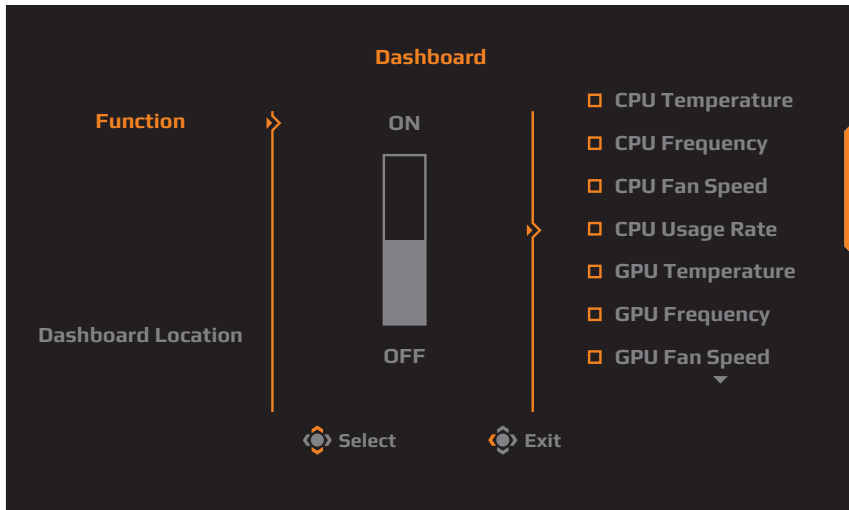 Dashboard
Function
ON
OFF
Dashboard Location
CPU Temperature
CPU Frequency
CPU Fan Speed
CPU Usage Rate
GPU Temperature
GPU Frequency
GPU Fan Speed
Select
Exit